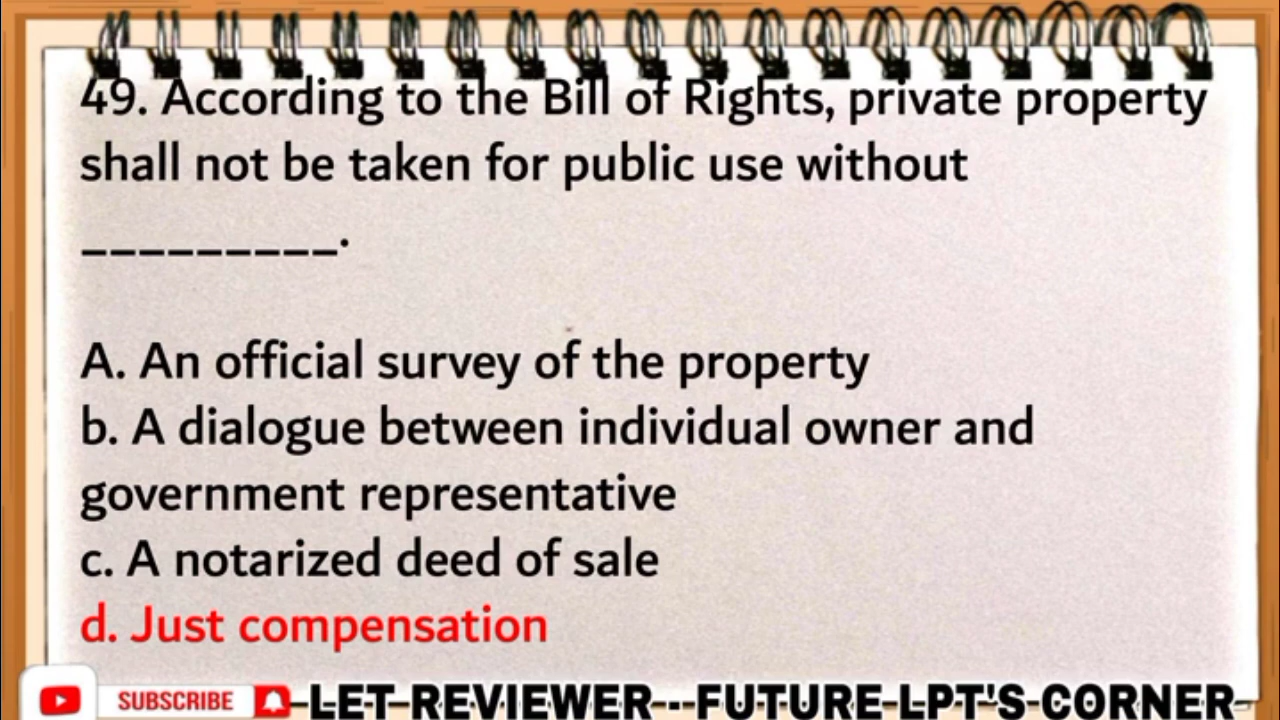 49. According to the Bill of Rights, private property
shall not be taken for public use without
_________.
A. An official survey of the property
b. A dialogue between individual owner and
government representative
c. A notarized deed of sale
d. Just compensation
SUBSCRIBE LET REVIEWER - FUTURE LPT'S CORNER